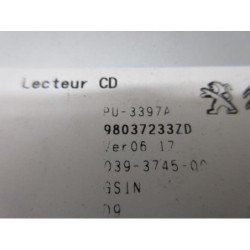 Lecteur CD
PU-3397A
98037233ZD
Ver06 17
039-3745-00
GSIN
09